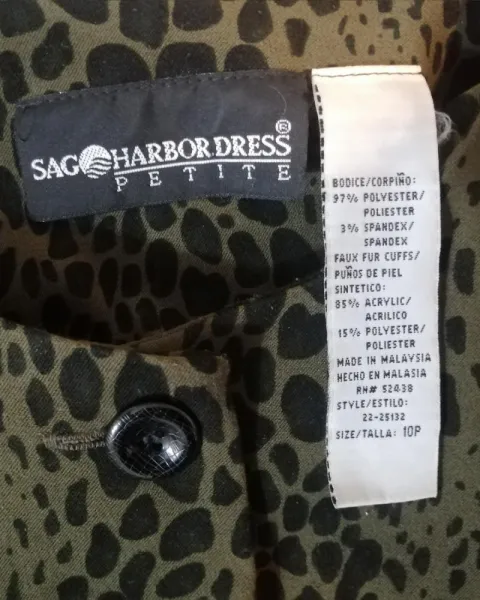 SAG HARBOR DRESS®
PETITE
BODICE/CORPIÑO:
97% POLYESTER/
POLIESTER
3% SPANDEX/
SPANDEX
FAUX FUR CUFFS/
PUÑOS DE PIEL
SINTETICO:
85% ACRYLIC/
ACRILICO
15% POLYESTER/
POLIESTER
MADE IN MALAYSIA
HECHO EN MALASIA
RN# 52438
STYLE/ESTILO:
22-25132
SIZE/TALLA: 10P